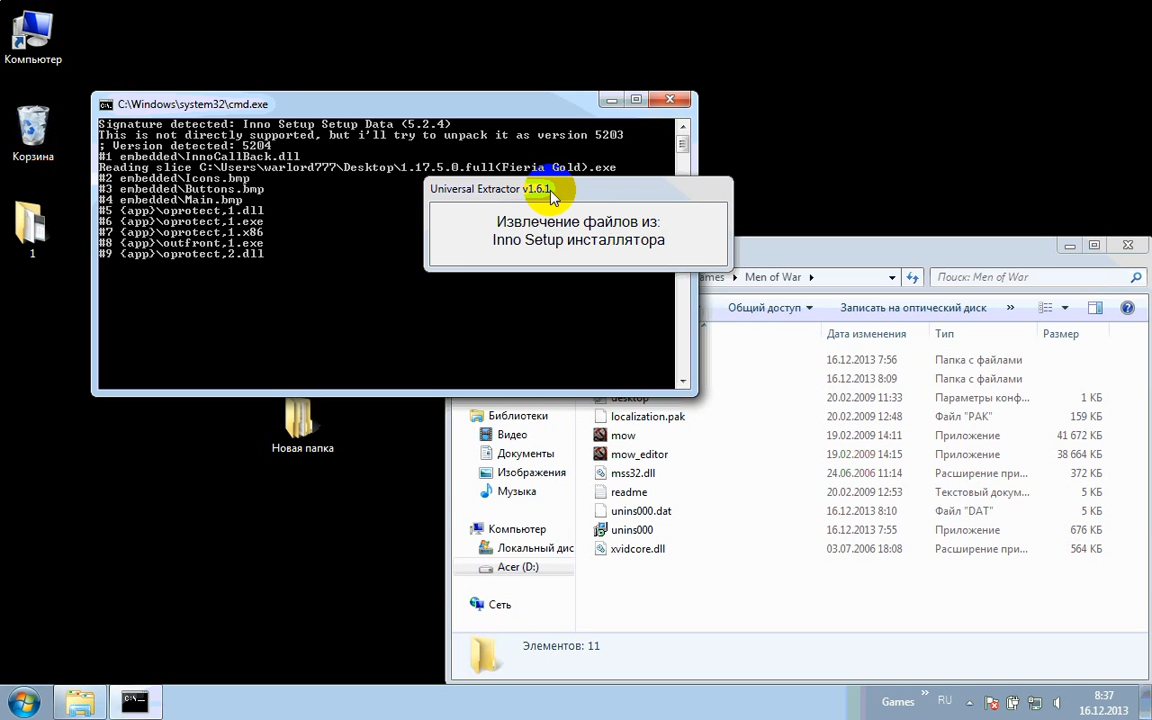 Компьютер
Корзина
1
Новая папка
C:\Windows\system32\cmd.exe
Signature detected: Inno Setup Setup Data (5.2.4)
This is not directly supported, but i'll try to unpack it as version 5203
; Version detected: 5204
#1 embedded\InnoCallBack.dll
Reading slice C:\Users\warlord777\Desktop\1.17.5.0.full(Fieria Gold).exe
#2 embedded\Icons.bmp
#3 embedded\Buttons.bmp
#4 embedded\Main.bmp
#5 {app}\oprotect,1.dll
#6 {app}\oprotect,1.exe
#7 {app}\oprotect,1.x86
#8 {app}\outfront,1.exe
#9 {app}\oprotect,2.dll
Universal Extractor v1.6.1
Извлечение файлов из:
Inno Setup инсталлятора
ames Men of War
Поиск: Men of War
Общий доступ Записать на оптический диск »
Дата изменения Тип Размер
16.12.2013 7:56 Папка с файлами
16.12.2013 8:09 Папка с файлами
desktop 20.02.2009 11:33 Параметры конф... 1 КБ
localization.pak 20.02.2009 12:48 Файл "PAK" 159 КБ
mow 19.02.2009 14:11 Приложение 41 672 КБ
mow_editor 19.02.2009 14:15 Приложение 38 664 КБ
mss32.dll 24.06.2006 11:14 Расширение при... 372 КБ
readme 20.02.2009 12:53 Текстовый докум... 5 КБ
unins000.dat 16.12.2013 8:10 Файл "DAT" 5 КБ
unins000 16.12.2013 7:55 Приложение 676 КБ
xvidcore.dll 03.07.2006 18:08 Расширение при... 564 КБ
Библиотеки
Видео
Документы
Изображения
Музыка
Компьютер
Локальный дис
Acer (D:)
Сеть
Элементов: 11
Games » RU
8:37
16.12.2013